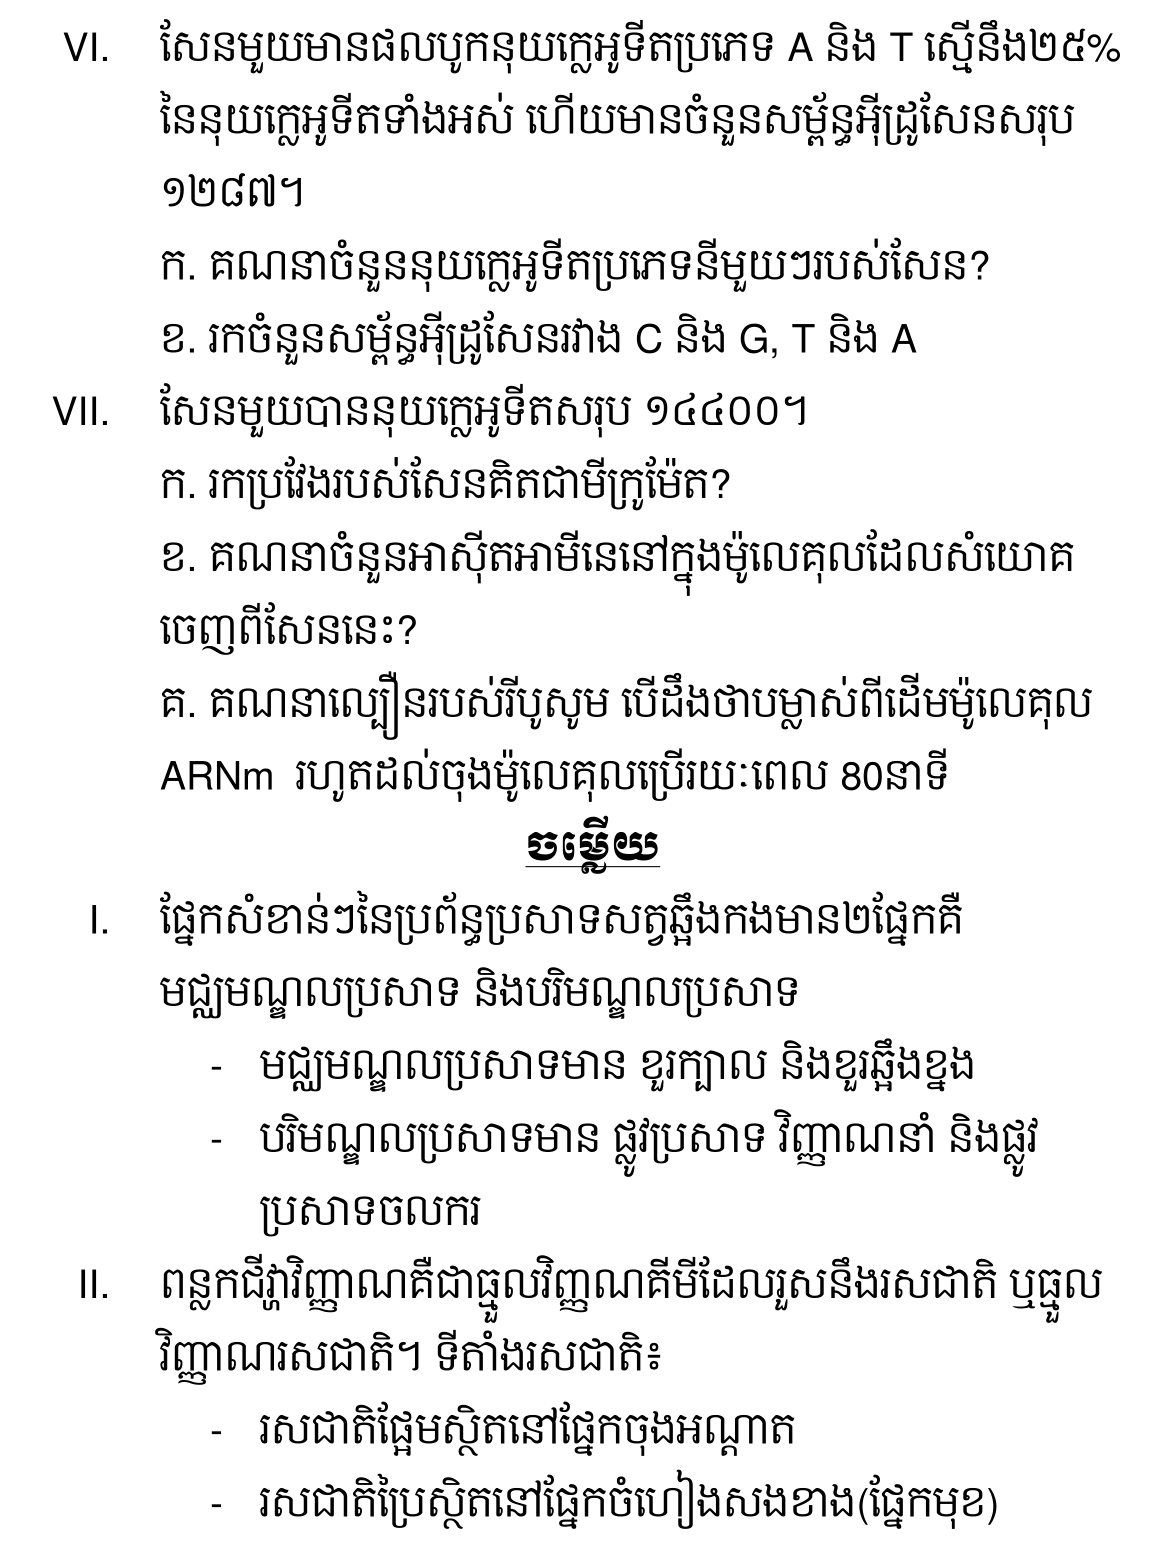 VI. សែនមួយមានផលបូកនុយក្លេអូទីតប្រភេទ A និង T ស្មើនឹង២៥%
នៃនុយក្លេអូទីតទាំងអស់ ហើយមានចំនួនសម្ព័ន្ធអ៊ីដ្រូសែនសរុប
១២៨៧។
ក. គណនាចំនួននុយក្លេអូទីតប្រភេទនីមួយៗរបស់សែន?
ខ. រកចំនួនសម្ព័ន្ធអ៊ីដ្រូសែនរវាង C និង G, T និង A
VII. សែនមួយបាននុយក្លេអូទីតសរុប ១៤៤០០។
ក. រកប្រវែងរបស់សែនគិតជាមីក្រូម៉ែត?
ខ. គណនាចំនួនអាស៊ីតអាមីនេនៅក្នុងម៉ូលេគុលដែលសំយោគ
ចេញពីសែននេះ?
គ. គណនាល្បឿនរបស់រីបូសូម បើដឹងថាបម្លាស់ពីដើមម៉ូលេគុល
ARNm រហូតដល់ចុងម៉ូលេគុលប្រើរយៈពេល 80នាទី
ចម្លើយ
I. ផ្នែកសំខាន់ៗនៃប្រព័ន្ធប្រសាទសត្វឆ្អឹងកងមាន២ផ្នែកគឺ
មជ្ឈមណ្ឌលប្រសាទ និងបរិមណ្ឌលប្រសាទ
- មជ្ឈមណ្ឌលប្រសាទមាន ខួរក្បាល និងខួរឆ្អឹងខ្នង
- បរិមណ្ឌលប្រសាទមាន ផ្លូវប្រសាទ វិញ្ញាណនាំ និងផ្លូវ
ប្រសាទចលករ
II. ពន្លកជីវ្ហាវិញ្ញាណគឺជាធ្មួលវិញ្ញណគីមីដែលរួសនឹងរសជាតិ ឬធ្មួល
វិញ្ញាណរសជាតិ។ ទីតាំងរសជាតិ៖
- រសជាតិផ្អែមស្ថិតនៅផ្នែកចុងអណ្ដាត
- រសជាតិប្រៃស្ថិតនៅផ្នែកចំហៀងសងខាង(ផ្នែកមុខ)